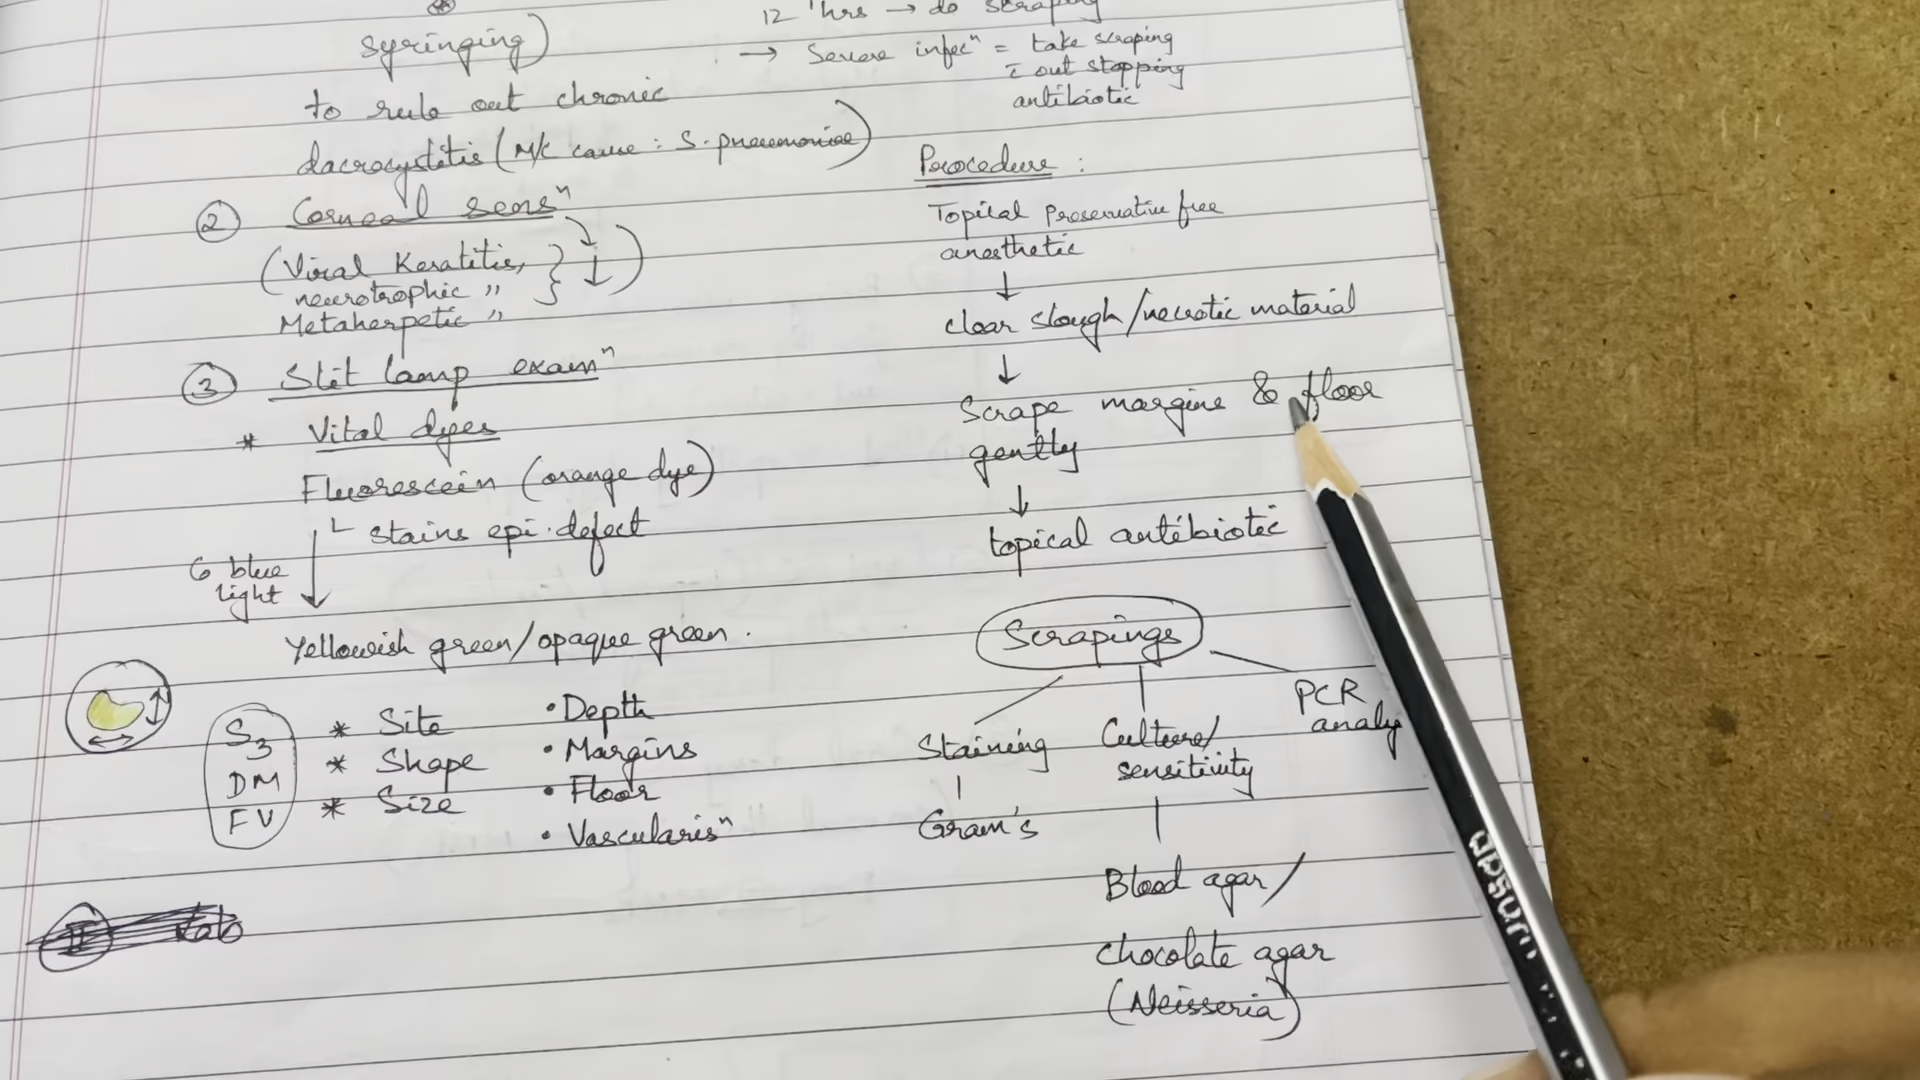 syringing)
to rule out chronic
dacrocystitis (M/c cause : S. pneumoniae)
② Corneal sensⁿ
(Viral Keratitis,
neurotrophic "
Metaherpetic "
↓)
③ Slit lamp examⁿ
* Vital dyes
Fluorescein (orange dye)
stains epi. defect
blue
light
Yellowish green/opaque green.
S₃
DM
FV
* Site
* Shape
* Size
• Depth
• Margins
• Floor
• Vascularisⁿ
II lab
12 hrs → do scraping
→ Severe infecⁿ = take scraping
out stopping
antibiotic
Procedure :
Topical preservative free
anesthetic
↓
clear slough/necrotic material
↓
Scrape margins & floor
gently
↓
topical antibiotic
Scrapings
Staining
Gram's
Culture/
sensitivity
Blood agar/
chocolate agar
(Neisseria)
PCR
analy
apsara